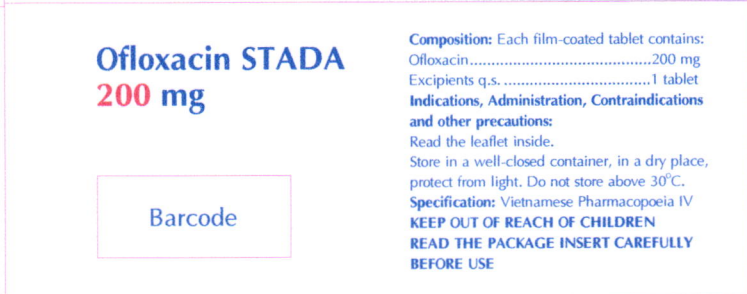 Ofloxacin STADA
200 mg
Barcode
Composition: Each film-coated tablet contains:
Ofloxacin..........................................200 mg
Excipients q.s. ..................................1 tablet
Indications, Administration, Contraindications
and other precautions:
Read the leaflet inside.
Store in a well-closed container, in a dry place,
protect from light. Do not store above 30°C.
Specification: Vietnamese Pharmacopoeia IV
KEEP OUT OF REACH OF CHILDREN
READ THE PACKAGE INSERT CAREFULLY
BEFORE USE